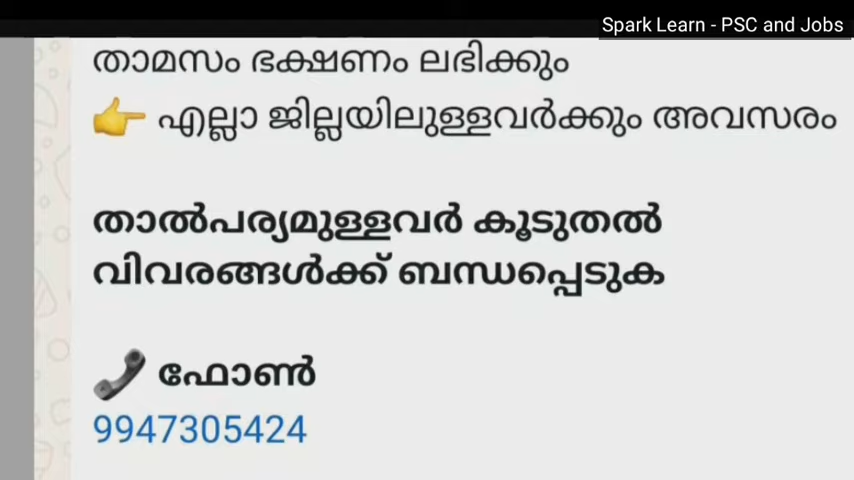 Spark Learn - PSC and Jobs
താമസം ഭക്ഷണം ലഭിക്കും
👉 എല്ലാ ജില്ലയിലുള്ളവർക്കും അവസരം
താൽപര്യമുള്ളവർ കൂടുതൽ
വിവരങ്ങൾക്ക് ബന്ധപ്പെടുക
📞 ഫോൺ
9947305424